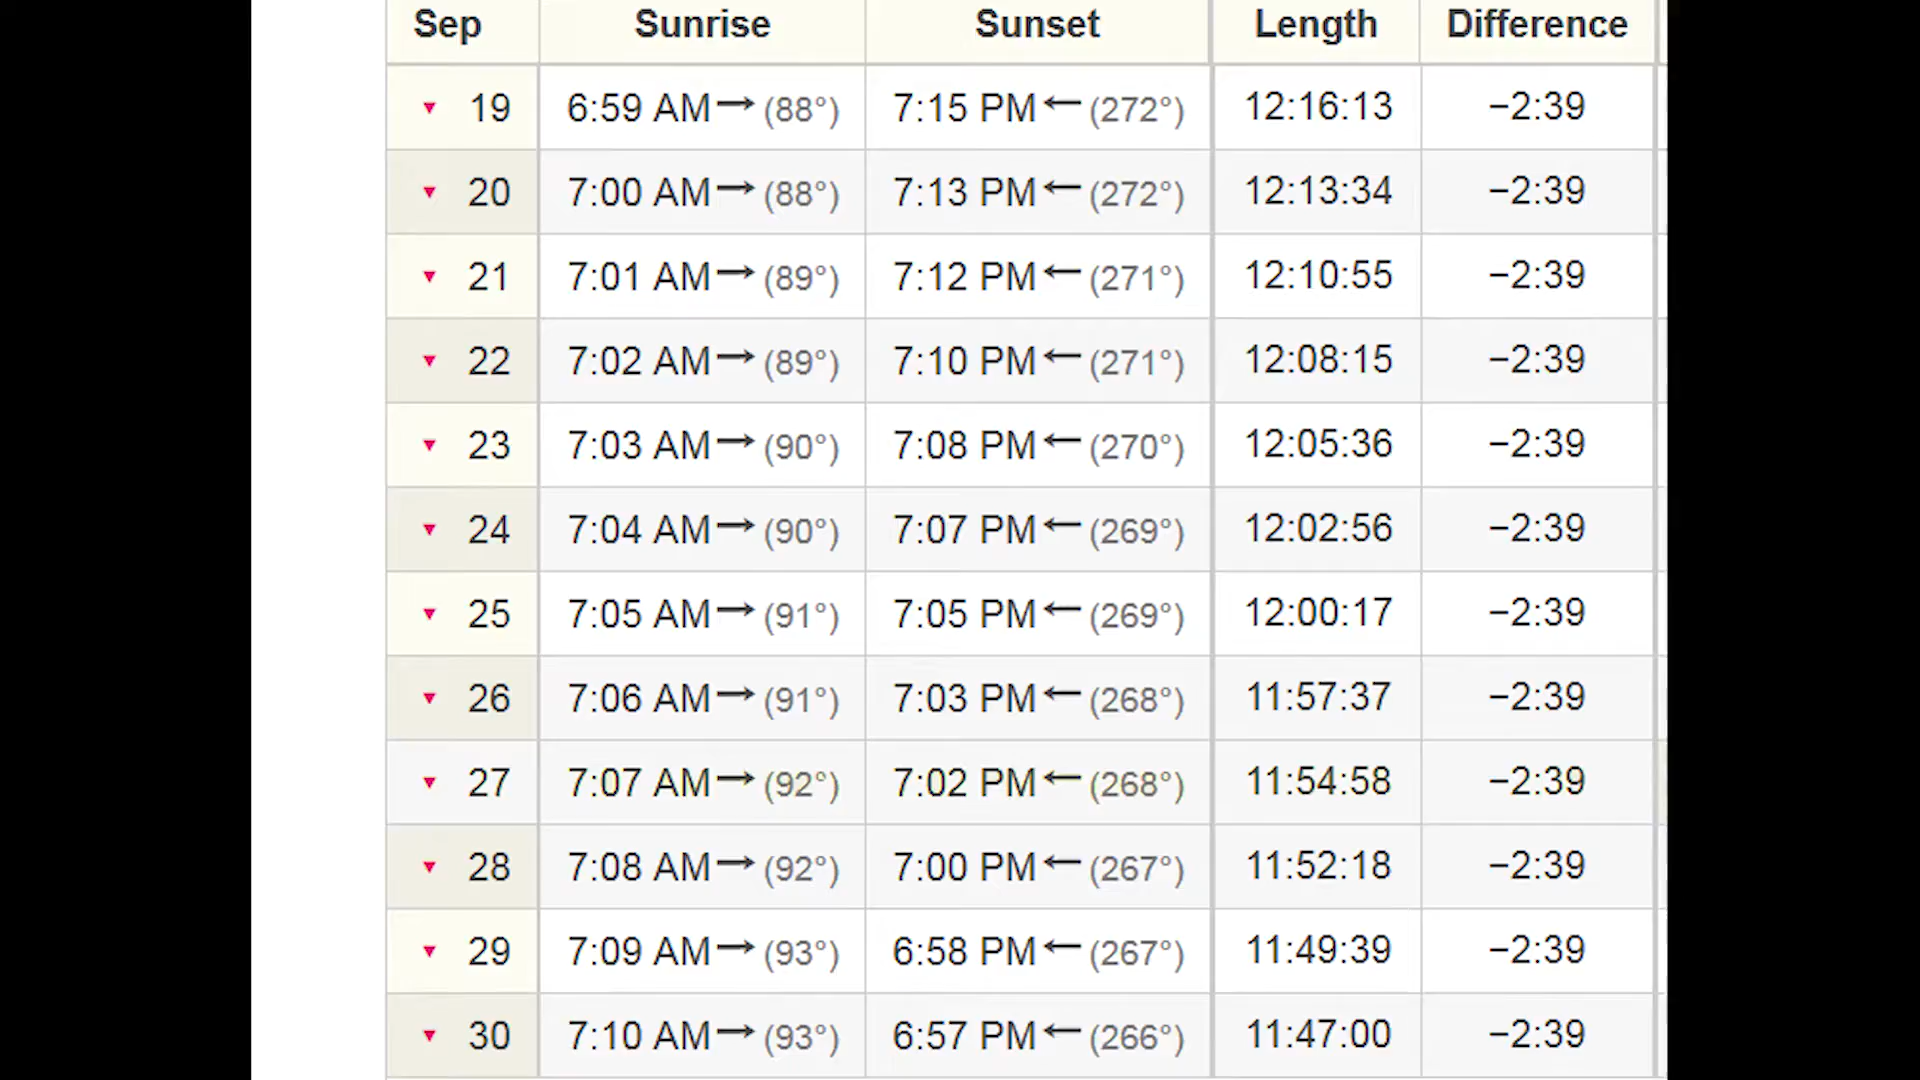 Sep Sunrise Sunset Length Difference
19 6:59 AM → (88°) 7:15 PM ← (272°) 12:16:13 −2:39
20 7:00 AM → (88°) 7:13 PM ← (272°) 12:13:34 −2:39
21 7:01 AM → (89°) 7:12 PM ← (271°) 12:10:55 −2:39
22 7:02 AM → (89°) 7:10 PM ← (271°) 12:08:15 −2:39
23 7:03 AM → (90°) 7:08 PM ← (270°) 12:05:36 −2:39
24 7:04 AM → (90°) 7:07 PM ← (269°) 12:02:56 −2:39
25 7:05 AM → (91°) 7:05 PM ← (269°) 12:00:17 −2:39
26 7:06 AM → (91°) 7:03 PM ← (268°) 11:57:37 −2:39
27 7:07 AM → (92°) 7:02 PM ← (268°) 11:54:58 −2:39
28 7:08 AM → (92°) 7:00 PM ← (267°) 11:52:18 −2:39
29 7:09 AM → (93°) 6:58 PM ← (267°) 11:49:39 −2:39
30 7:10 AM → (93°) 6:57 PM ← (266°) 11:47:00 −2:39